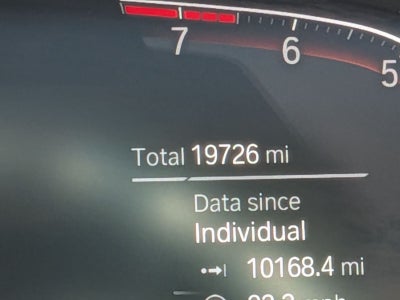 7 6 5
Total 19726 mi
Data since
Individual
10168.4 mi